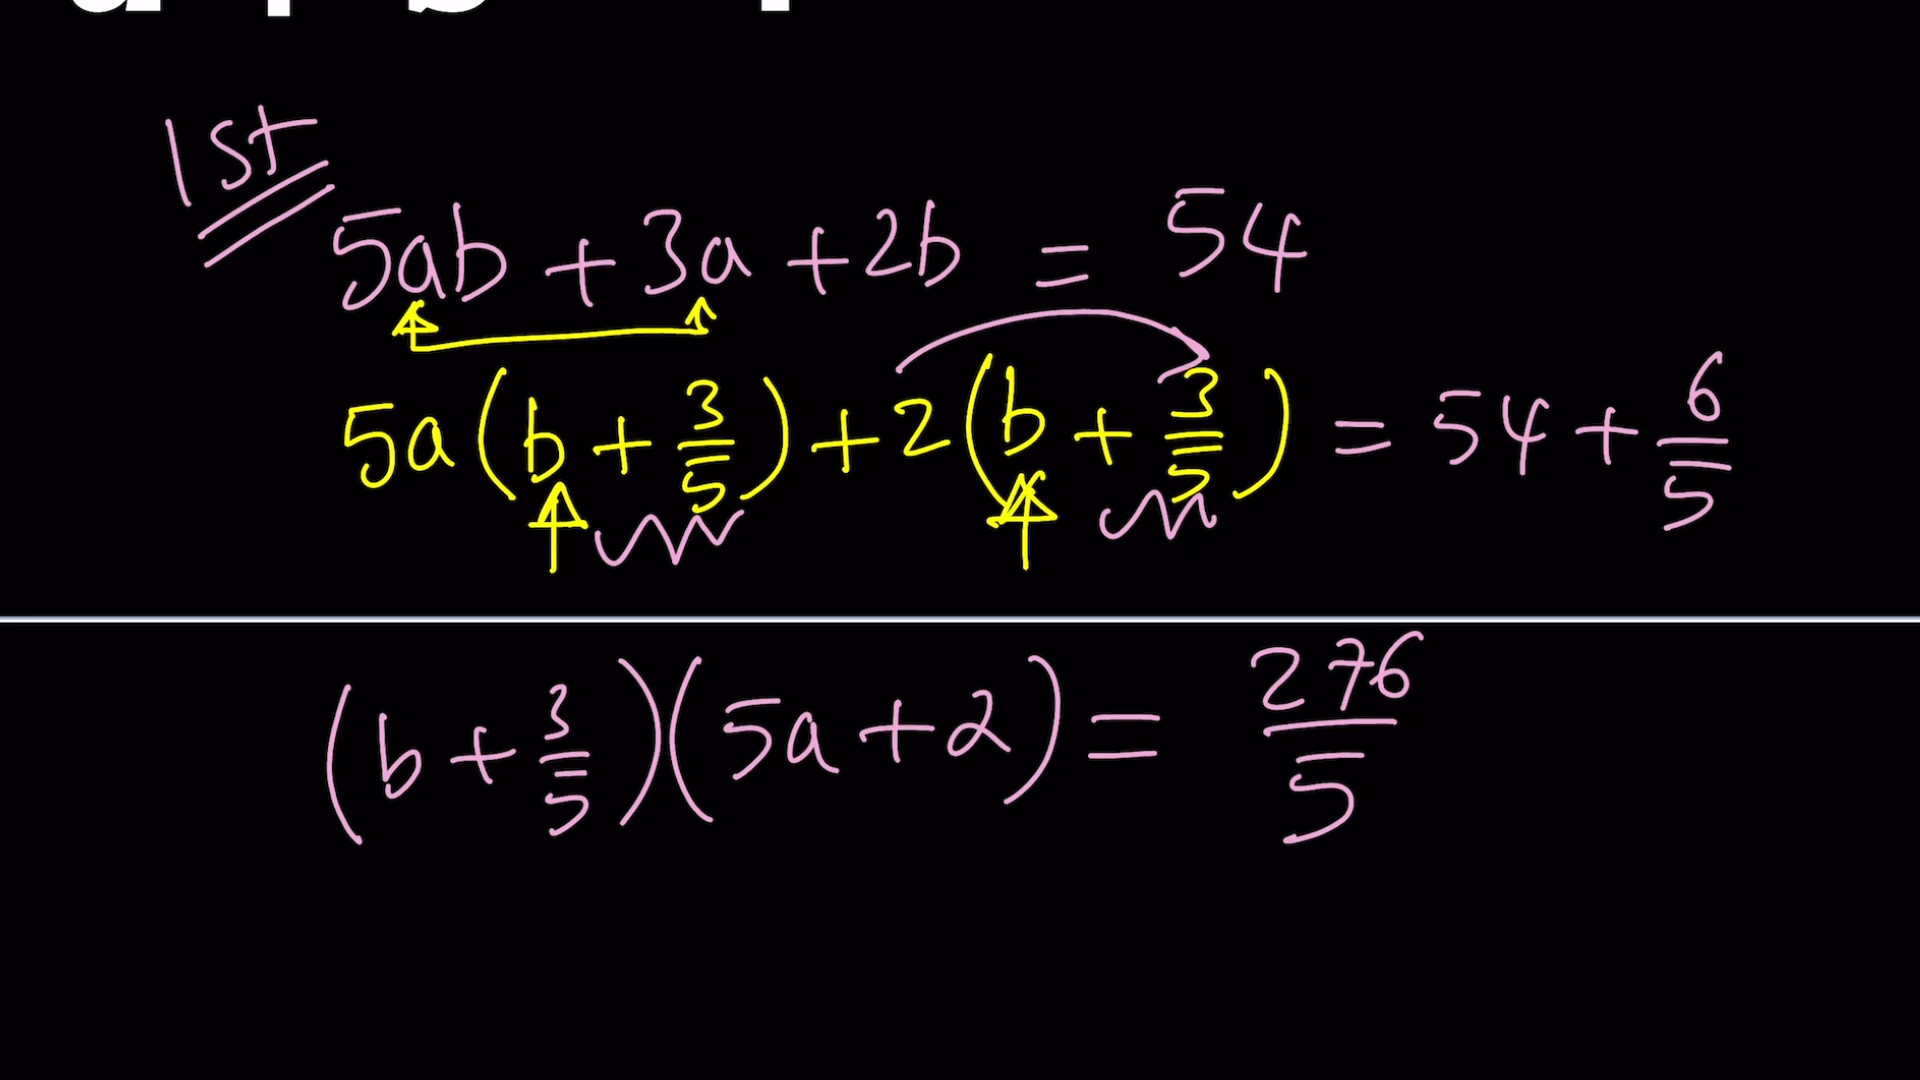 1st
5ab + 3a + 2b = 54
5a(b + 3/5) + 2(b + 3/5) = 54 + 6/5
(b + 3/5)(5a + 2) = 276/5